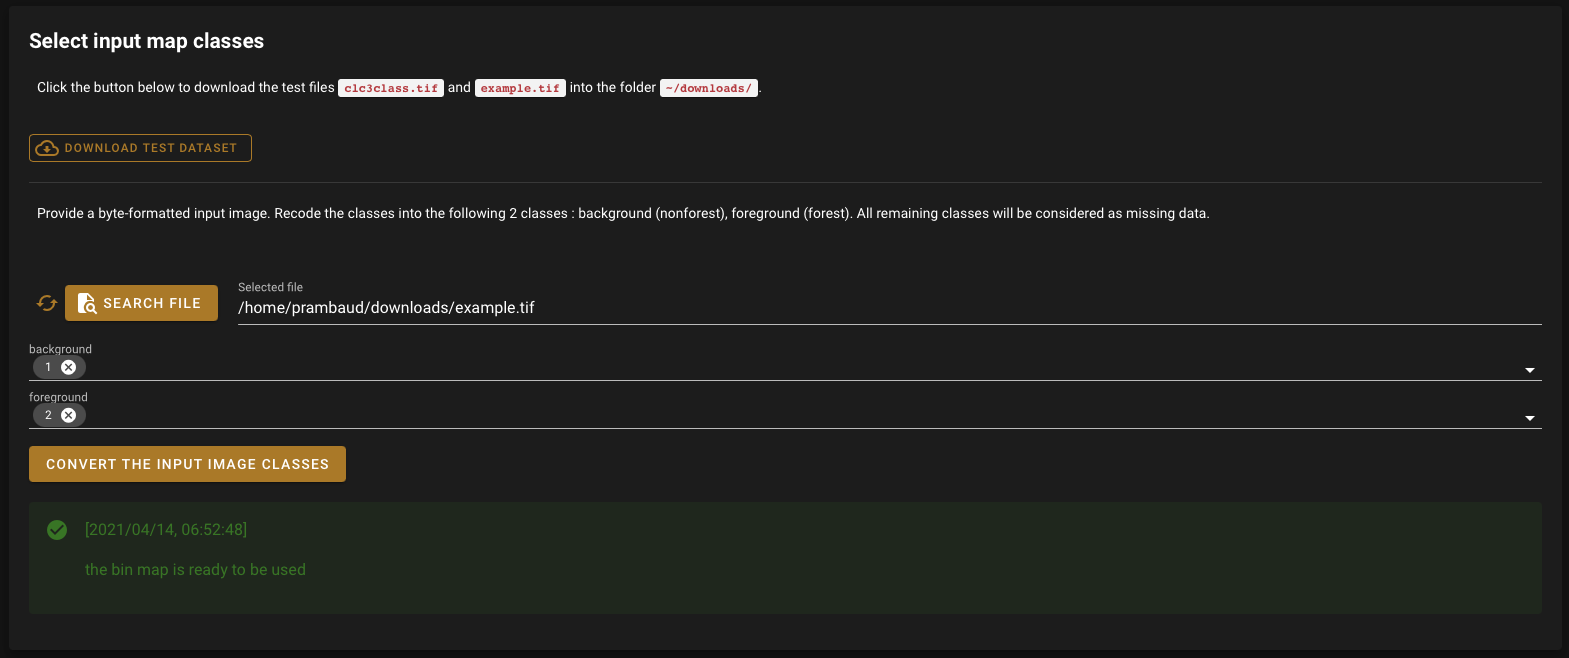 Select input map classes
Click the button below to download the test files clc3class.tif and example.tif into the folder ~/downloads/.
DOWNLOAD TEST DATASET
Provide a byte-formatted input image. Recode the classes into the following 2 classes : background (nonforest), foreground (forest). All remaining classes will be considered as missing data.
SEARCH FILE
Selected file
/home/prambaud/downloads/example.tif
background
1
foreground
2
CONVERT THE INPUT IMAGE CLASSES
[2021/04/14, 06:52:48]
the bin map is ready to be used